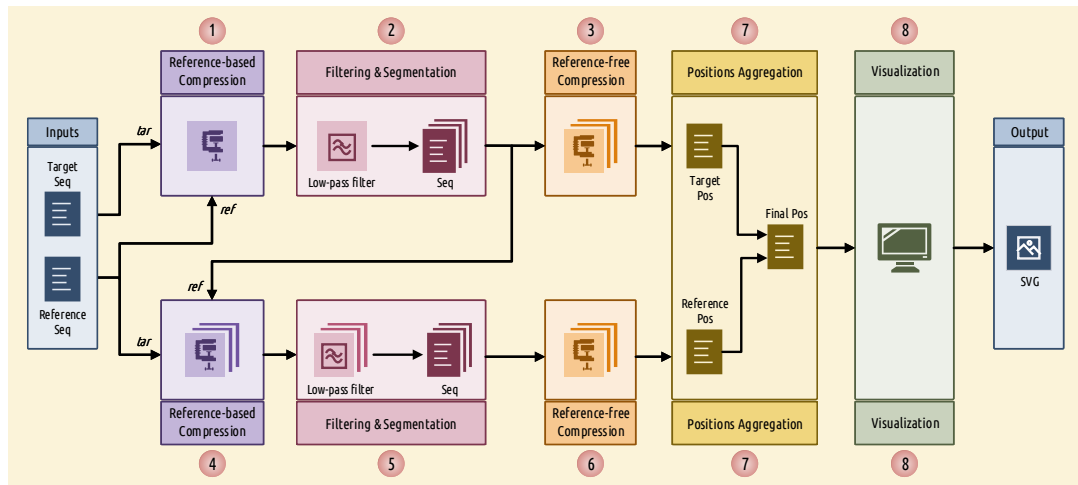 1
2
3
7
8
Reference-based
Compression
Filtering & Segmentation
Reference-free
Compression
Positions Aggregation
Visualization
Inputs
Output
tar
Target
Seq
Low-pass filter
Seq
Target
Pos
ref
Final Pos
Reference
Seq
SVG
ref
Reference
Pos
tar
Low-pass filter
Seq
Reference-based
Compression
Filtering & Segmentation
Reference-free
Compression
Positions Aggregation
Visualization
4
5
6
7
8